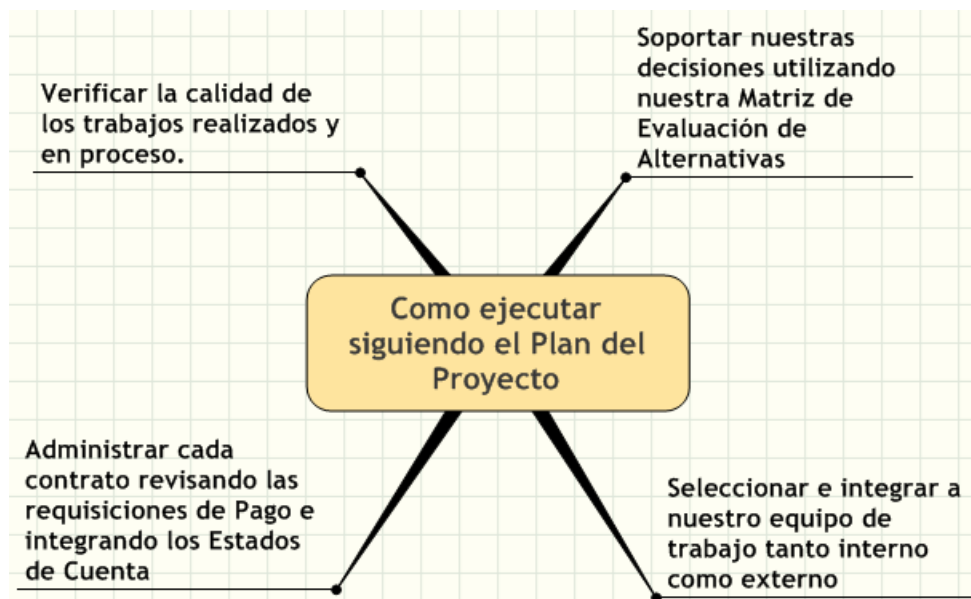 Verificar la calidad de
los trabajos realizados y
en proceso.
Soportar nuestras
decisiones utilizando
nuestra Matriz de
Evaluación de
Alternativas
Como ejecutar
siguiendo el Plan del
Proyecto
Administrar cada
contrato revisando las
requisiciones de Pago e
integrando los Estados
de Cuenta
Seleccionar e integrar a
nuestro equipo de
trabajo tanto interno
como externo